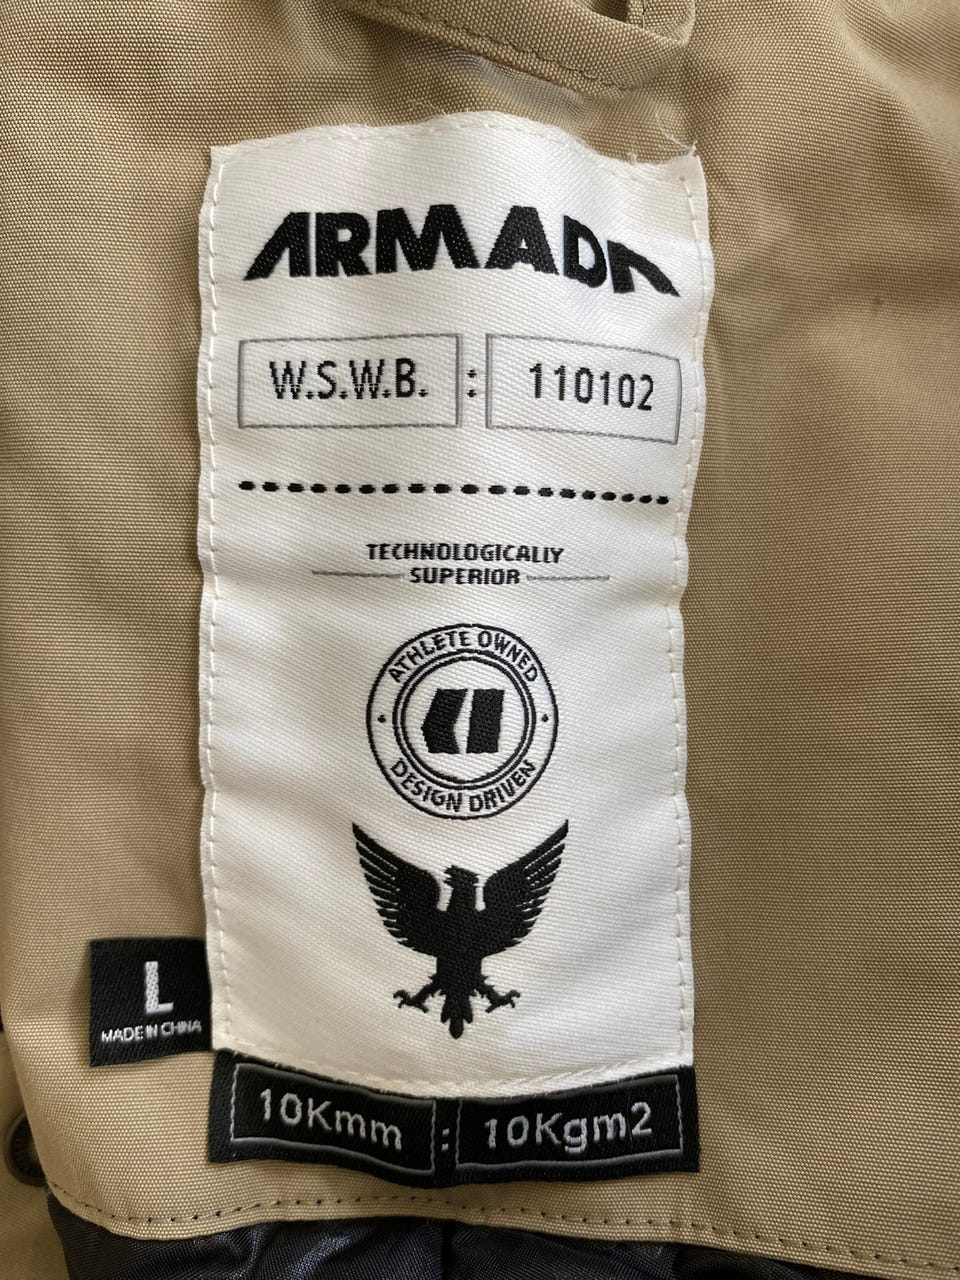 ARMADA
W.S.W.B. : 110102
TECHNOLOGICALLY
SUPERIOR
ATHLETE OWNED
DESIGN DRIVEN
L
MADE IN CHINA
10Kmm : 10Kgm2